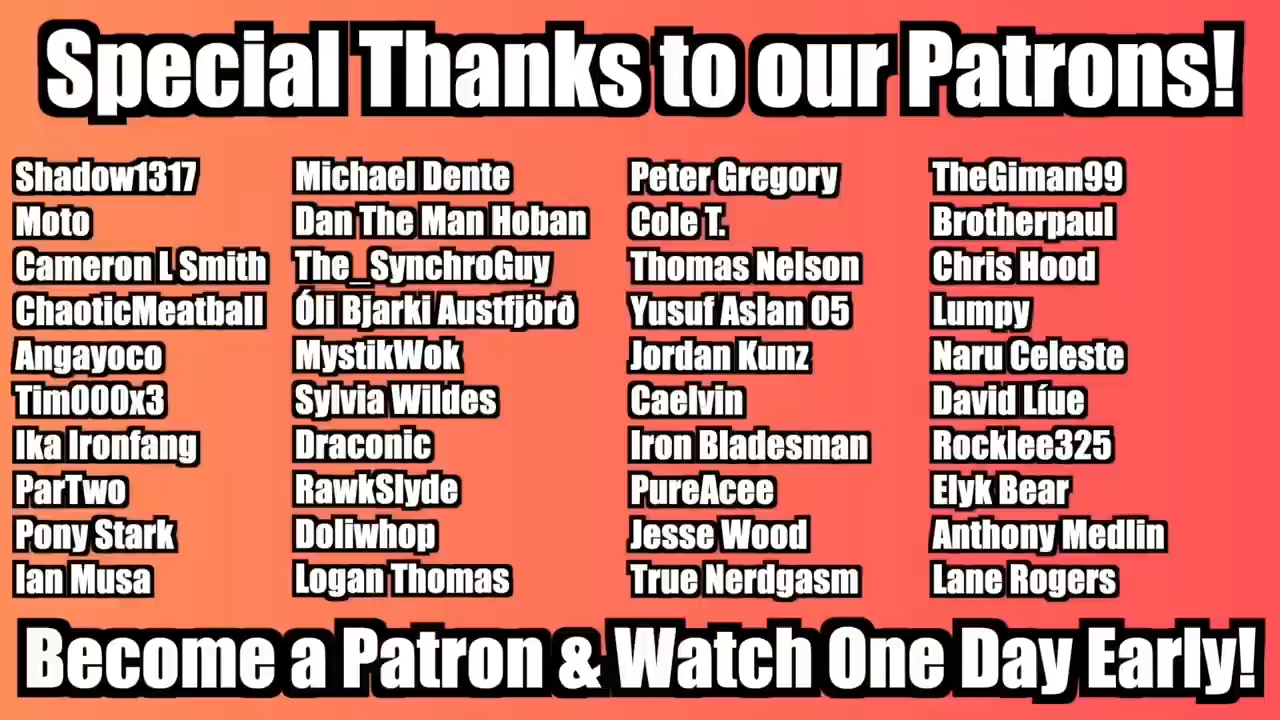 Special Thanks to our Patrons!
Shadow1317
Moto
Cameron L Smith
ChaoticMeatball
Angayoco
Tim000x3
Ika Ironfang
ParTwo
Pony Stark
Ian Musa
Michael Dente
Dan The Man Hoban
The_SynchroGuy
Óli Bjarki Austfjörð
MystikWok
Sylvia Wildes
Draconic
RawkSlyde
Doliwhop
Logan Thomas
Peter Gregory
Cole T.
Thomas Nelson
Yusuf Aslan 05
Jordan Kunz
Caelvin
Iron Bladesman
PureAcee
Jesse Wood
True Nerdgasm
TheGiman99
Brotherpaul
Chris Hood
Lumpy
Naru Celeste
David Líue
Rocklee325
Elyk Bear
Anthony Medlin
Lane Rogers
Become a Patron & Watch One Day Early!